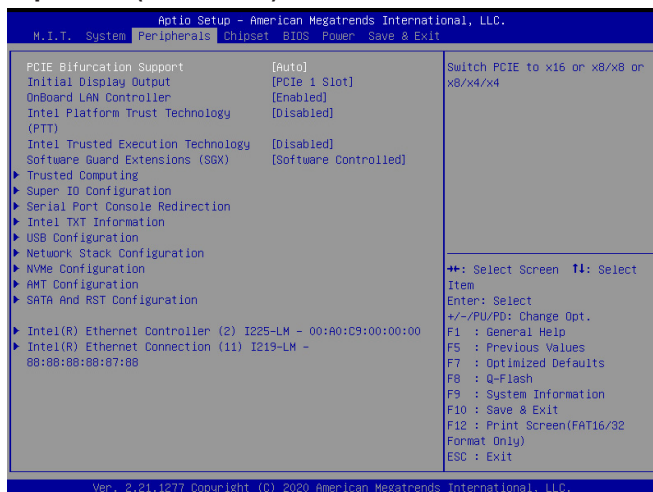 Aptio Setup – American Megatrends International, LLC.
M.I.T. System Peripherals Chipset BIOS Power Save & Exit
PCIE Bifurcation Support [Auto]
Initial Display Output [PCIe 1 Slot]
OnBoard LAN Controller [Enabled]
Intel Platform Trust Technology [Disabled]
(PTT)
Intel Trusted Execution Technology [Disabled]
Software Guard Extensions (SGX) [Software Controlled]
Trusted Computing
Super IO Configuration
Serial Port Console Redirection
Intel TXT Information
USB Configuration
Network Stack Configuration
NVMe Configuration
AMT Configuration
SATA And RST Configuration
Intel(R) Ethernet Controller (2) I225-LM – 00:A0:C9:00:00:00
Intel(R) Ethernet Connection (11) I219-LM –
88:88:88:88:87:88
Switch PCIE to x16 or x8/x8 or
x8/x4/x4
→←: Select Screen ↑↓: Select
Item
Enter: Select
+/-/PU/PD: Change Opt.
F1 : General Help
F5 : Previous Values
F7 : Optimized Defaults
F8 : Q-Flash
F9 : System Information
F10 : Save & Exit
F12 : Print Screen(FAT16/32
Format Only)
ESC : Exit
Ver. 2.21.1277 Copyright (C) 2020 American Megatrends International, LLC.